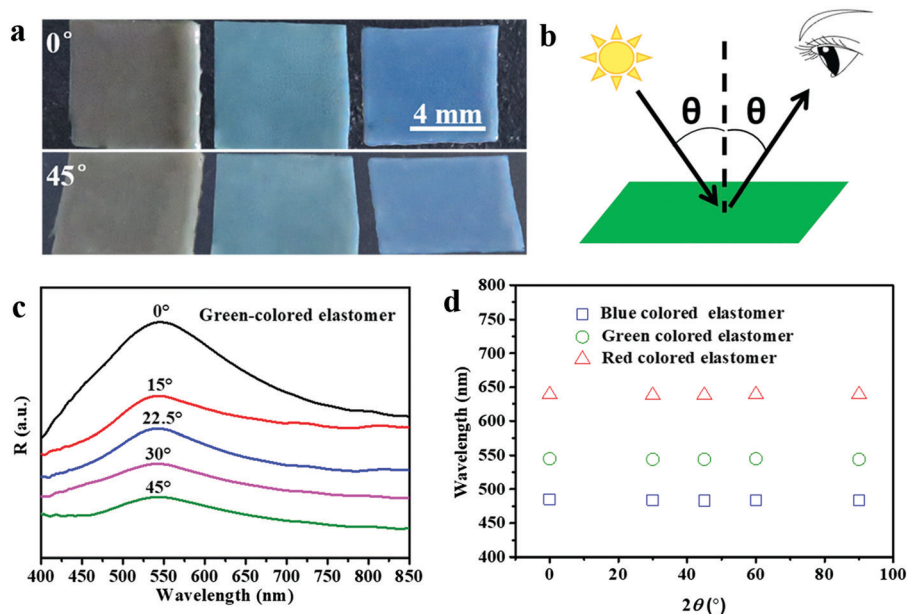 a
0°
4 mm
45°
b
θ θ
c
Green-colored elastomer
0°
15°
22.5°
30°
45°
R (a.u.)
400 450 500 550 600 650 700 750 800 850
Wavelength (nm)
d
Blue colored elastomer
Green colored elastomer
Red colored elastomer
Wavelength (nm)
800
750
700
650
600
550
500
450
400
0 20 40 60 80 100
2θ (°)